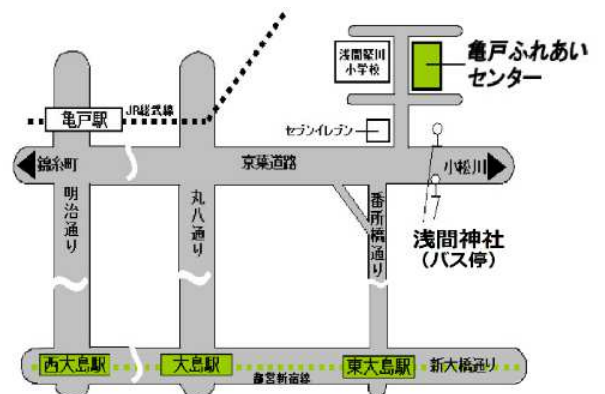 浅間竪川
小学校
亀戸ふれあい
センター
JR総武線
亀戸駅
セブンイレブン
錦糸町
京葉道路
小松川
明治通り
丸八通り
番所橋通り
浅間神社
(バス停)
西大島駅
大島駅
東大島駅
新大橋通り
都営新宿線